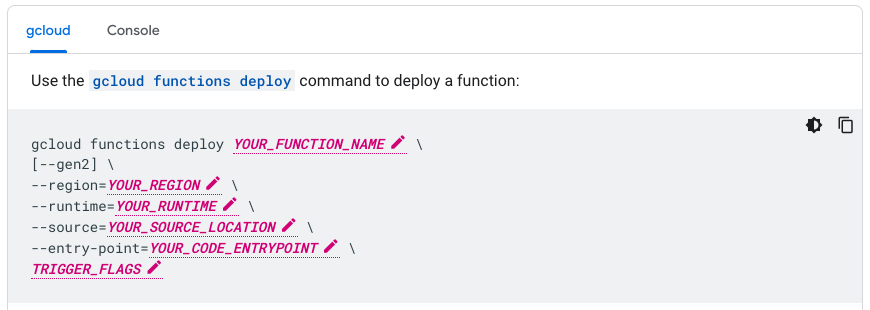 gcloud Console
Use the gcloud functions deploy command to deploy a function:
gcloud functions deploy YOUR_FUNCTION_NAME \
[--gen2] \
--region=YOUR_REGION \
--runtime=YOUR_RUNTIME \
--source=YOUR_SOURCE_LOCATION \
--entry-point=YOUR_CODE_ENTRYPOINT \
TRIGGER_FLAGS